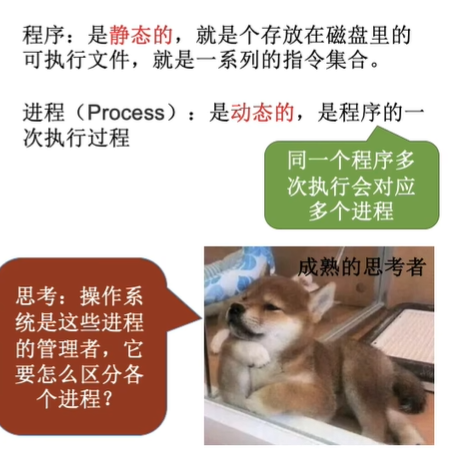 程序：是静态的，就是个存放在磁盘里的
可执行文件，就是一系列的指令集合。
进程（Process）：是动态的，是程序的一
次执行过程
同一个程序多
次执行会对应
多个进程
成熟的思考者
思考：操作系
统是这些进程
的管理者，它
要怎么区分各
个进程？